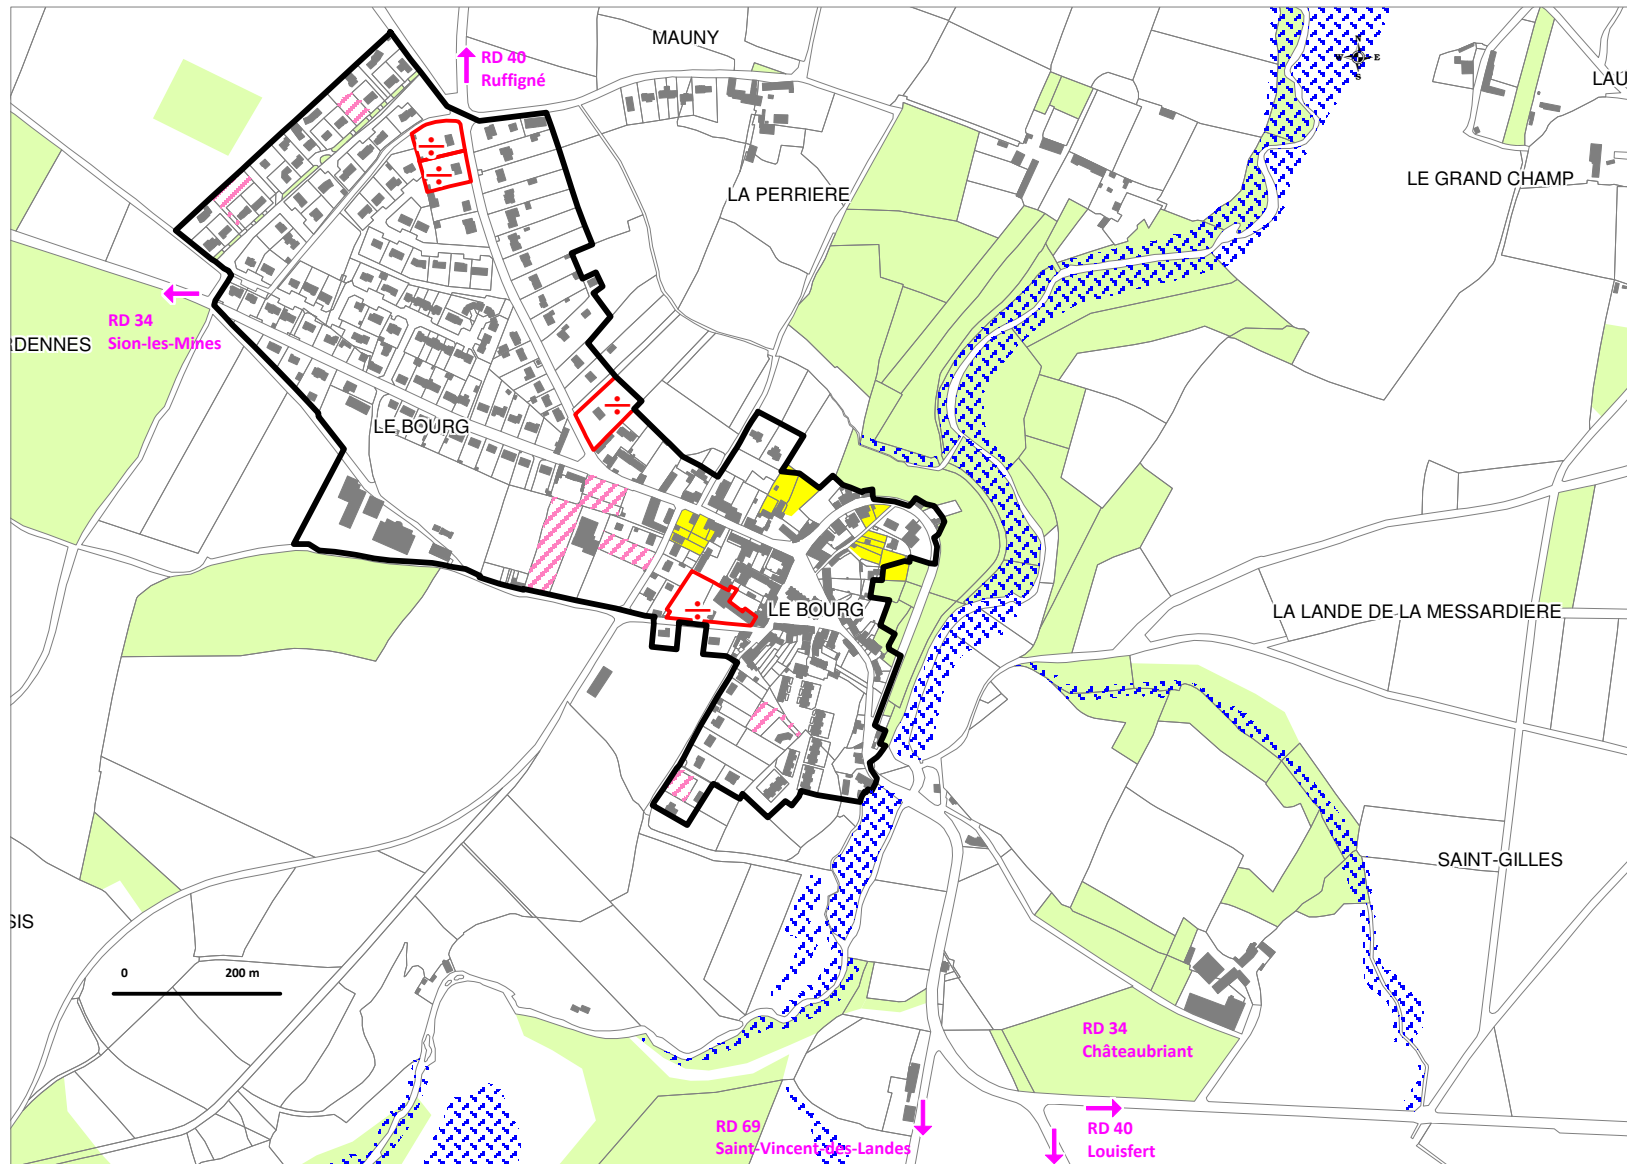 MAUNY
RD 40
Ruffigné
E
S
LAU
LE GRAND CHAMP
LA PERRIERE
RD 34
Sion-les-Mines
RDENNES
LE BOURG
LE BOURG
LA LANDE DE LA MESSARDIERE
SAINT-GILLES
SIS
0 200 m
RD 34
Châteaubriant
RD 69
Saint-Vincent-des-Landes
RD 40
Louisfert